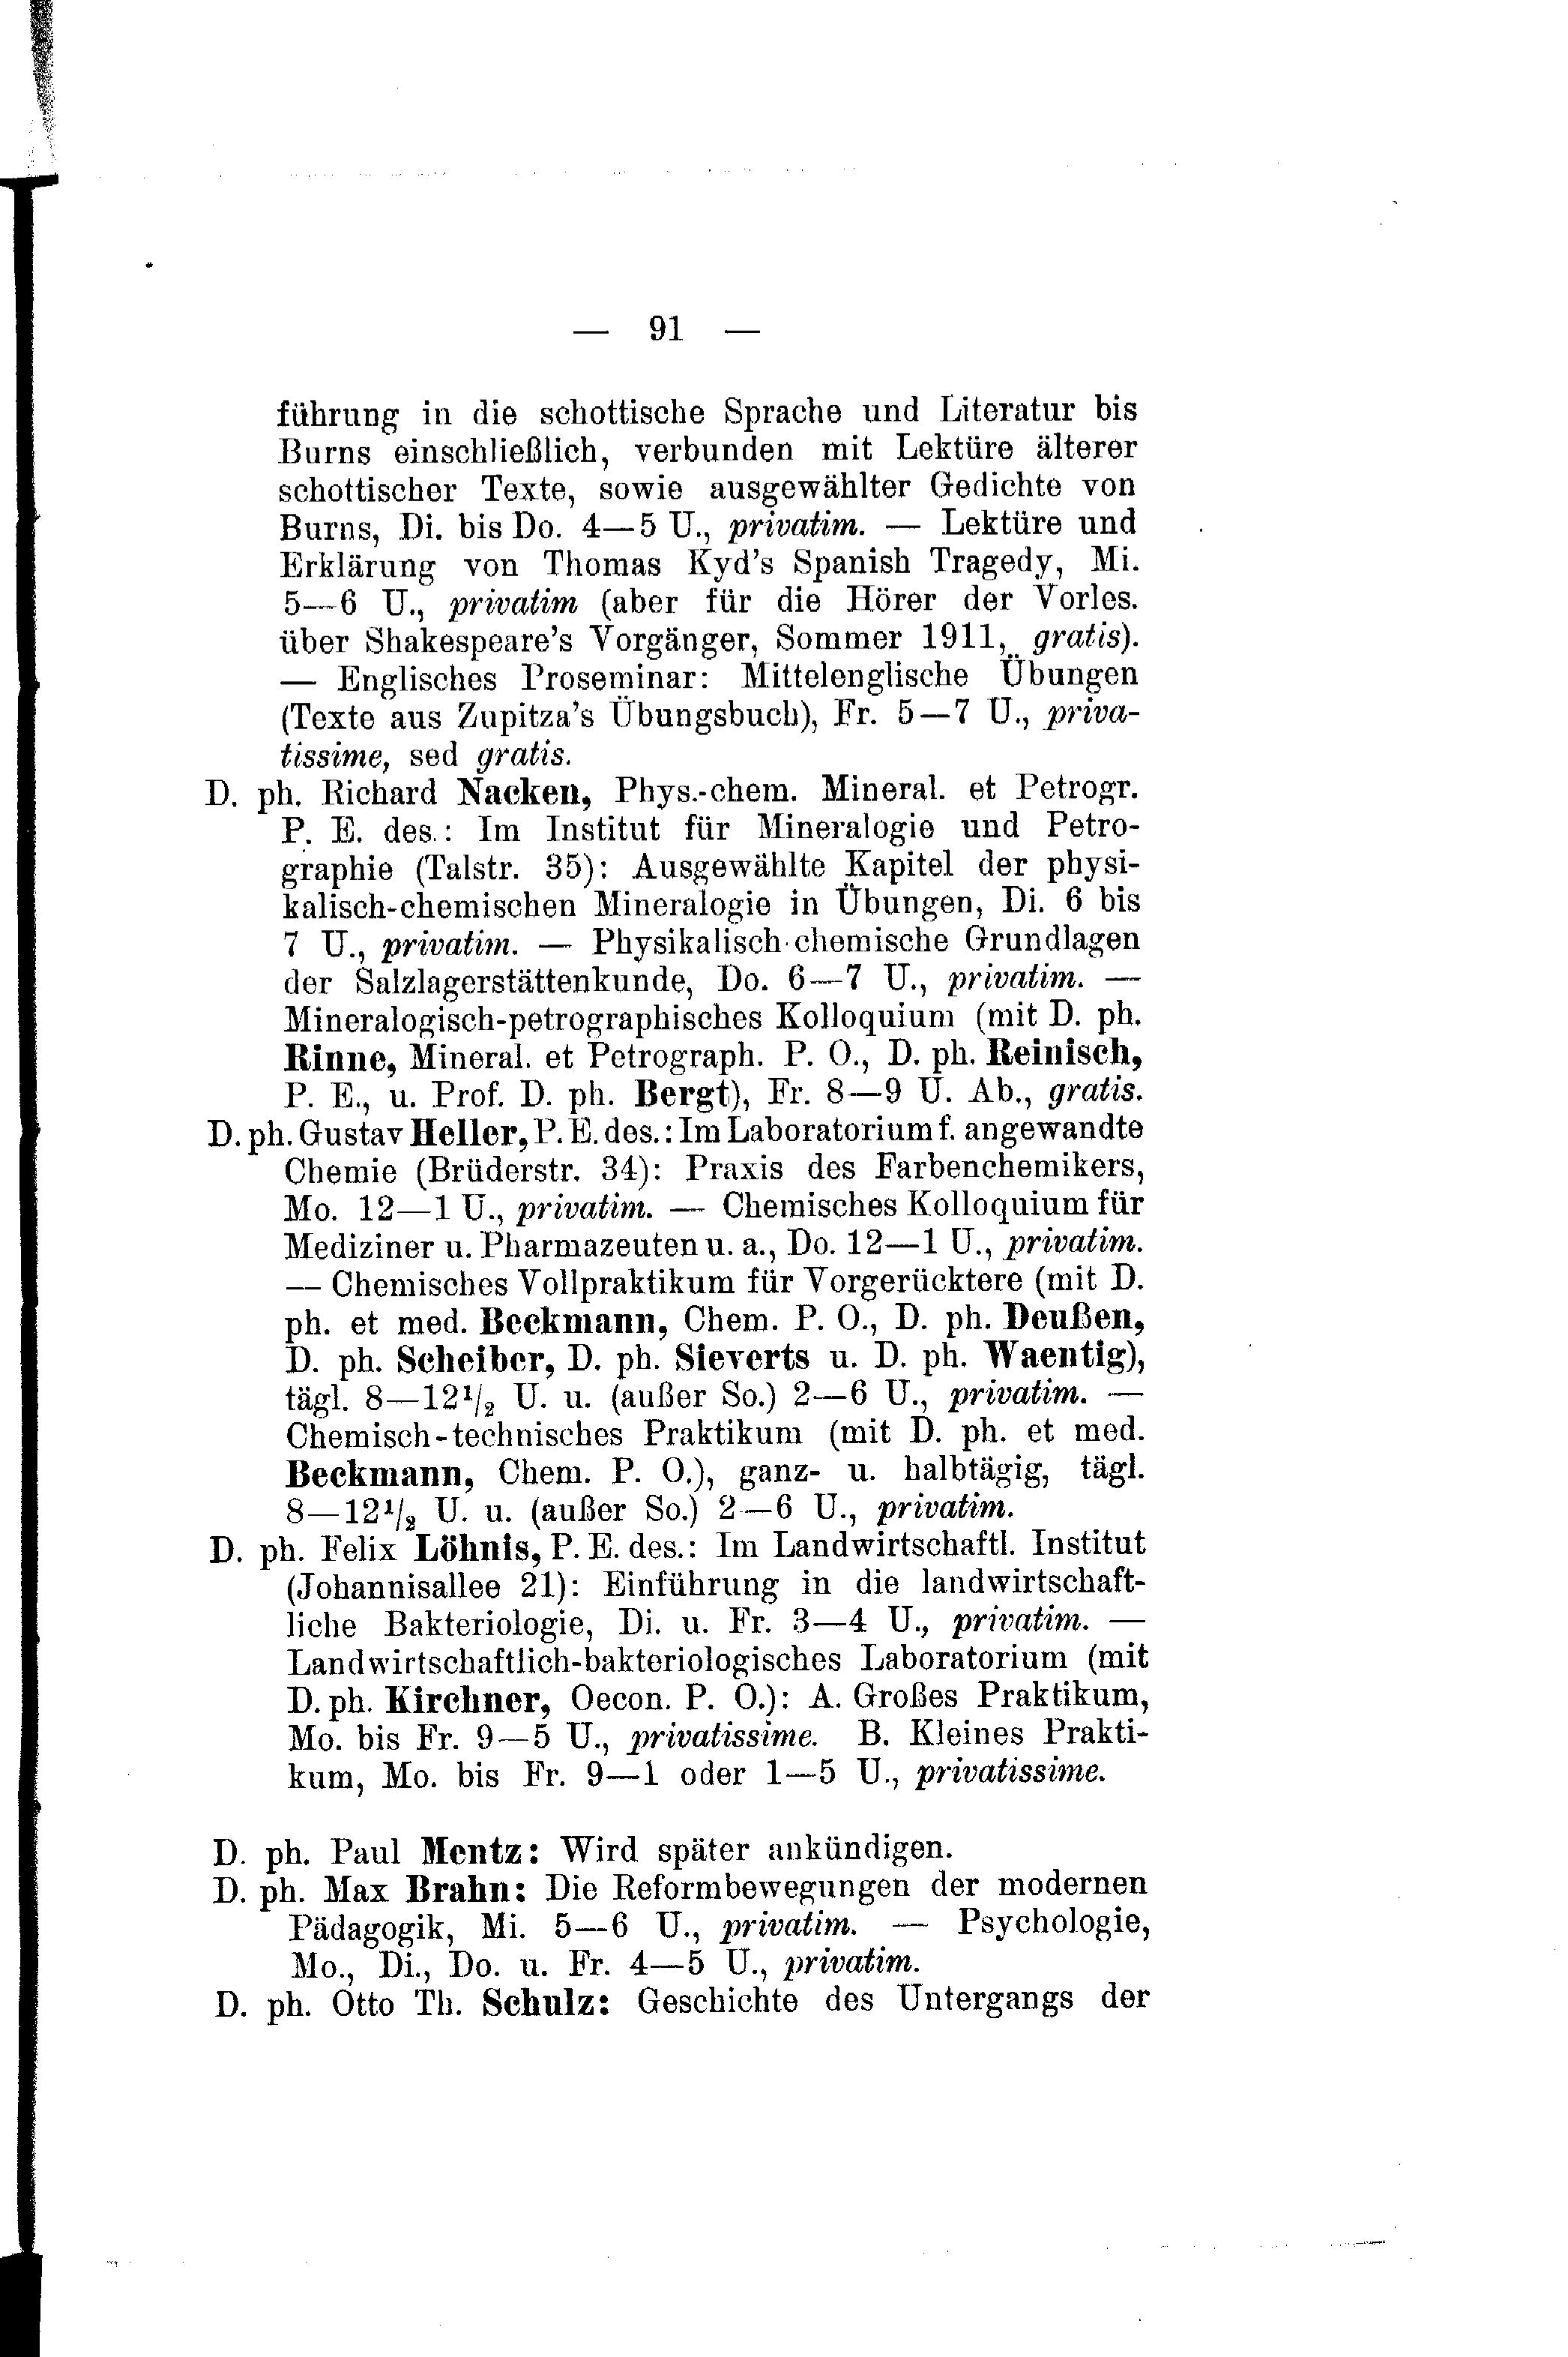 — 91 —
führung in die schottische Sprache und Literatur bis
Burns einschließlich, verbunden mit Lektüre älterer
schottischer Texte, sowie ausgewählter Gedichte von
Burns, Di. bis Do. 4—5 U., privatim. — Lektüre und
Erklärung von Thomas Kyd's Spanish Tragedy, Mi.
5—6 U., privatim (aber für die Hörer der Vorles.
über Shakespeare's Vorgänger, Sommer 1911, gratis).
— Englisches Proseminar: Mittelenglische Übungen
(Texte aus Zupitza's Übungsbuch), Fr. 5—7 U., priva-
tissime, sed gratis.
D. ph. Richard Nacken, Phys.-chem. Mineral. et Petrogr.
P. E. des.: Im Institut für Mineralogie und Petro-
graphie (Talstr. 35): Ausgewählte Kapitel der physi-
kalisch-chemischen Mineralogie in Übungen, Di. 6 bis
7 U., privatim. — Physikalisch-chemische Grundlagen
der Salzlagerstättenkunde, Do. 6—7 U., privatim. —
Mineralogisch-petrographisches Kolloquium (mit D. ph.
Rinne, Mineral. et Petrograph. P. O., D. ph. Reinisch,
P. E., u. Prof. D. ph. Bergt), Fr. 8—9 U. Ab., gratis.
D. ph. Gustav Heller, P. E. des.: Im Laboratorium f. angewandte
Chemie (Brüderstr. 34): Praxis des Farbenchemikers,
Mo. 12—1 U., privatim. — Chemisches Kolloquium für
Mediziner u. Pharmazeuten u. a., Do. 12—1 U., privatim.
— Chemisches Vollpraktikum für Vorgerücktere (mit D.
ph. et med. Beckmann, Chem. P. O., D. ph. Deußen,
D. ph. Scheiber, D. ph. Sieverts u. D. ph. Waentig),
tägl. 8—12¹/₂ U. u. (außer So.) 2—6 U., privatim. —
Chemisch-technisches Praktikum (mit D. ph. et med.
Beckmann, Chem. P. O.), ganz- u. halbtägig, tägl.
8—12¹/₂ U. u. (außer So.) 2—6 U., privatim.
D. ph. Felix Löhnis, P. E. des.: Im Landwirtschaftl. Institut
(Johannisallee 21): Einführung in die landwirtschaft-
liche Bakteriologie, Di. u. Fr. 3—4 U., privatim. —
Landwirtschaftlich-bakteriologisches Laboratorium (mit
D. ph. Kirchner, Oecon. P. O.): A. Großes Praktikum,
Mo. bis Fr. 9—5 U., privatissime. B. Kleines Prakti-
kum, Mo. bis Fr. 9—1 oder 1—5 U., privatissime.
D. ph. Paul Mentz: Wird später ankündigen.
D. ph. Max Brahn: Die Reformbewegungen der modernen
Pädagogik, Mi. 5—6 U., privatim. — Psychologie,
Mo., Di., Do. u. Fr. 4—5 U., privatim.
D. ph. Otto Th. Schulz: Geschichte des Untergangs der